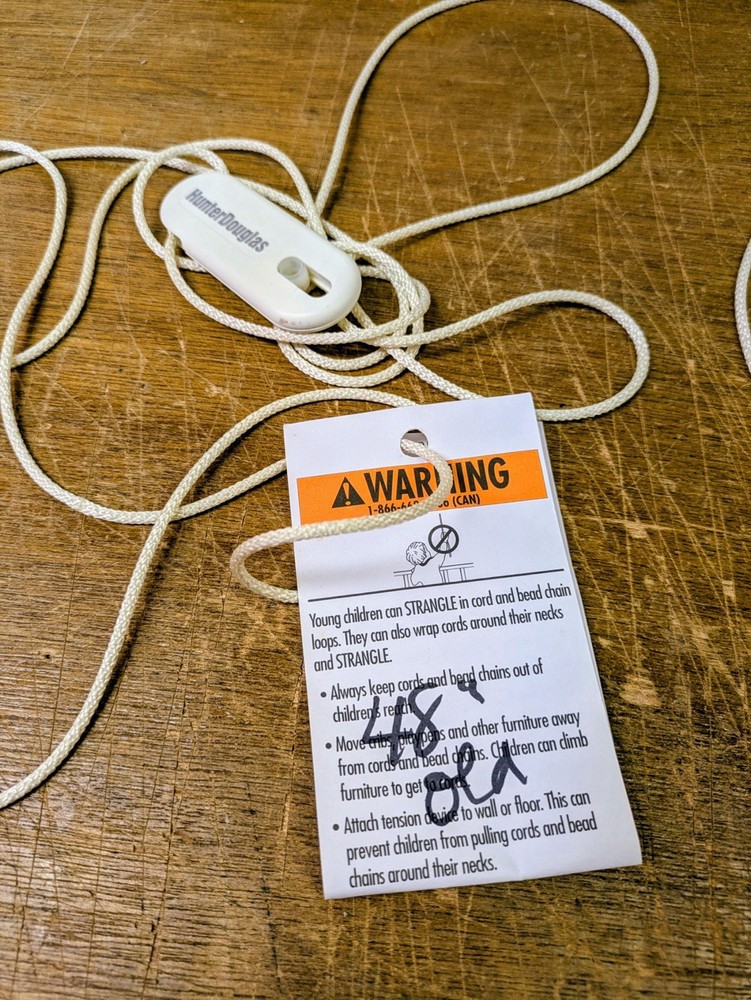 HunterDouglas
WARNING
(CAN)
Young children can STRANGLE in cord and bead chain
loops. They can also wrap cords around their necks
and STRANGLE.
• Always keep cords and bead chains out of
children's reach.
• Move cribs, playpens and other furniture away
from cords and bead chains. Children can climb
furniture to get to cords.
• Attach tension device to wall or floor. This can
prevent children from pulling cords and bead
chains around their necks.
48"
old